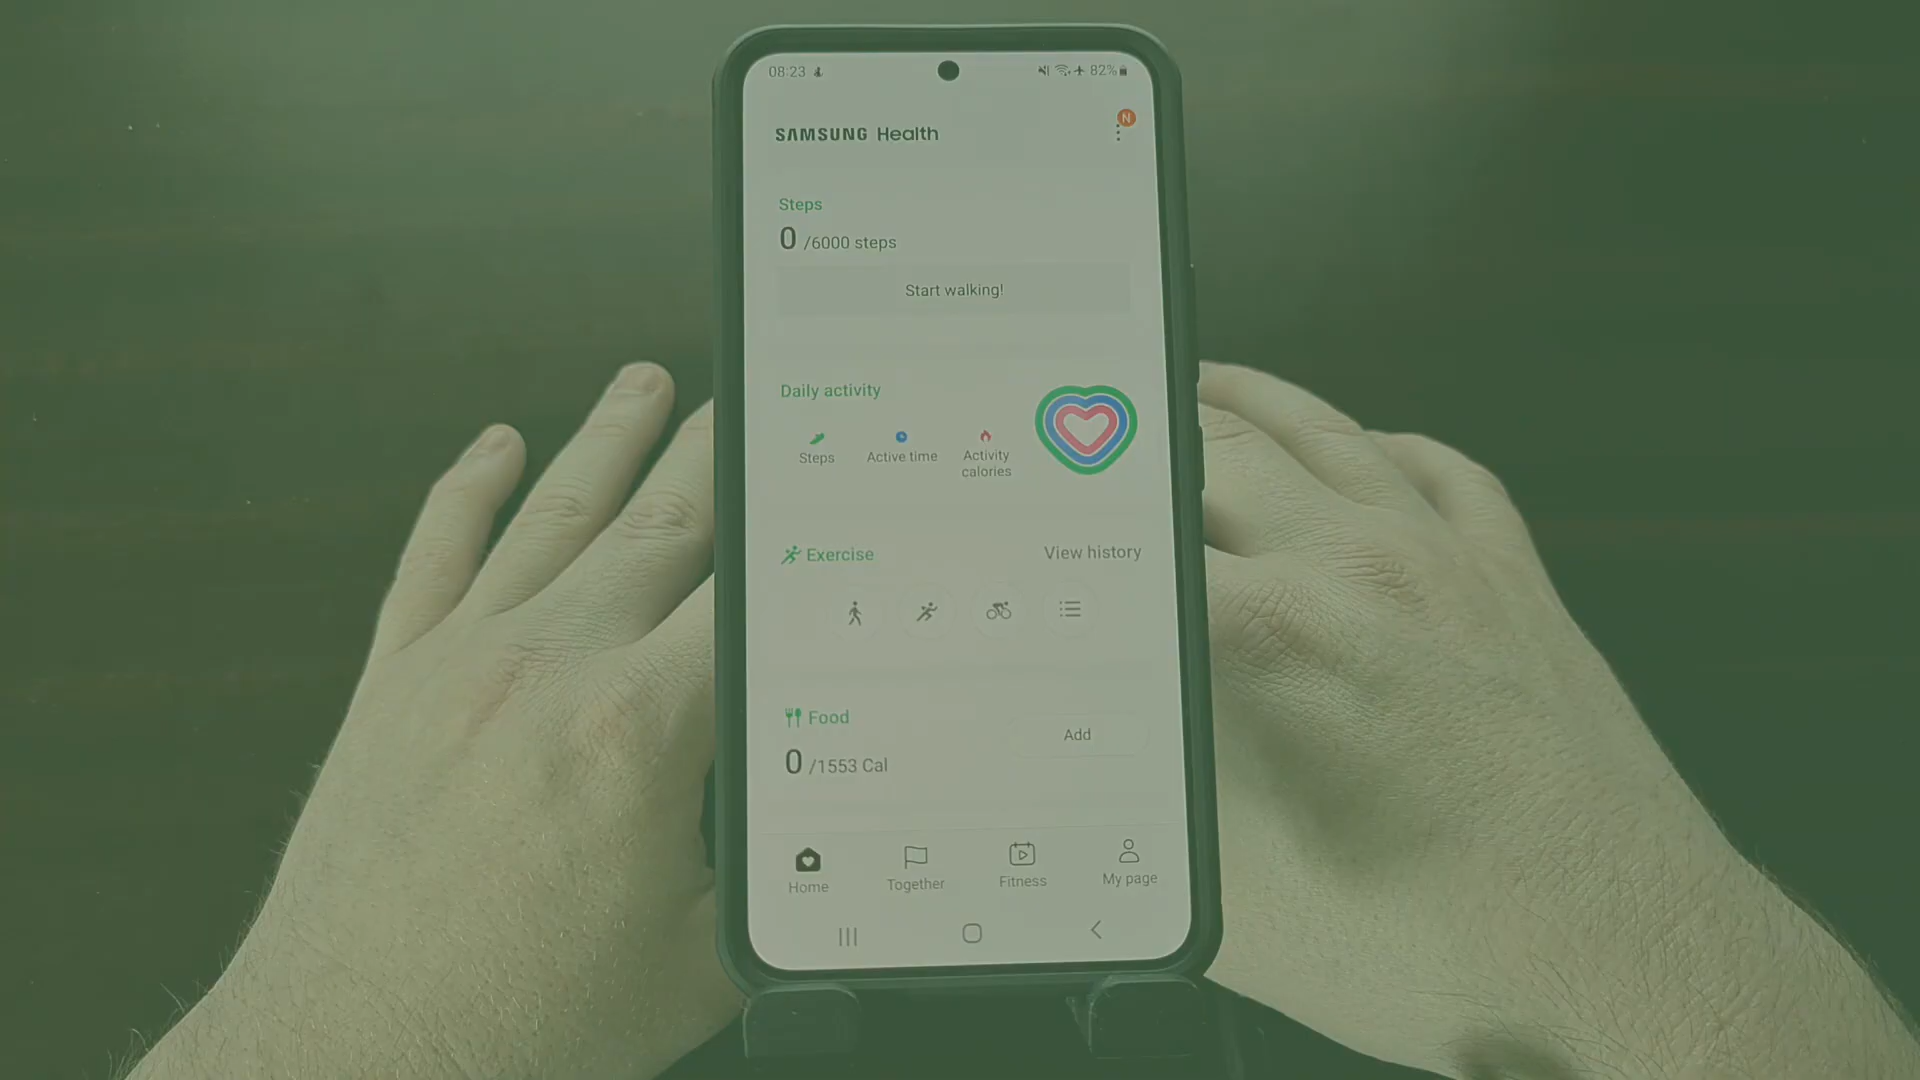 08:23
82%
N
SAMSUNG Health
Steps
0 /6000 steps
Start walking!
Daily activity
Steps
Active time
Activity
calories
Exercise
View history
Food
0 /1553 Cal
Add
Home
Together
Fitness
My page